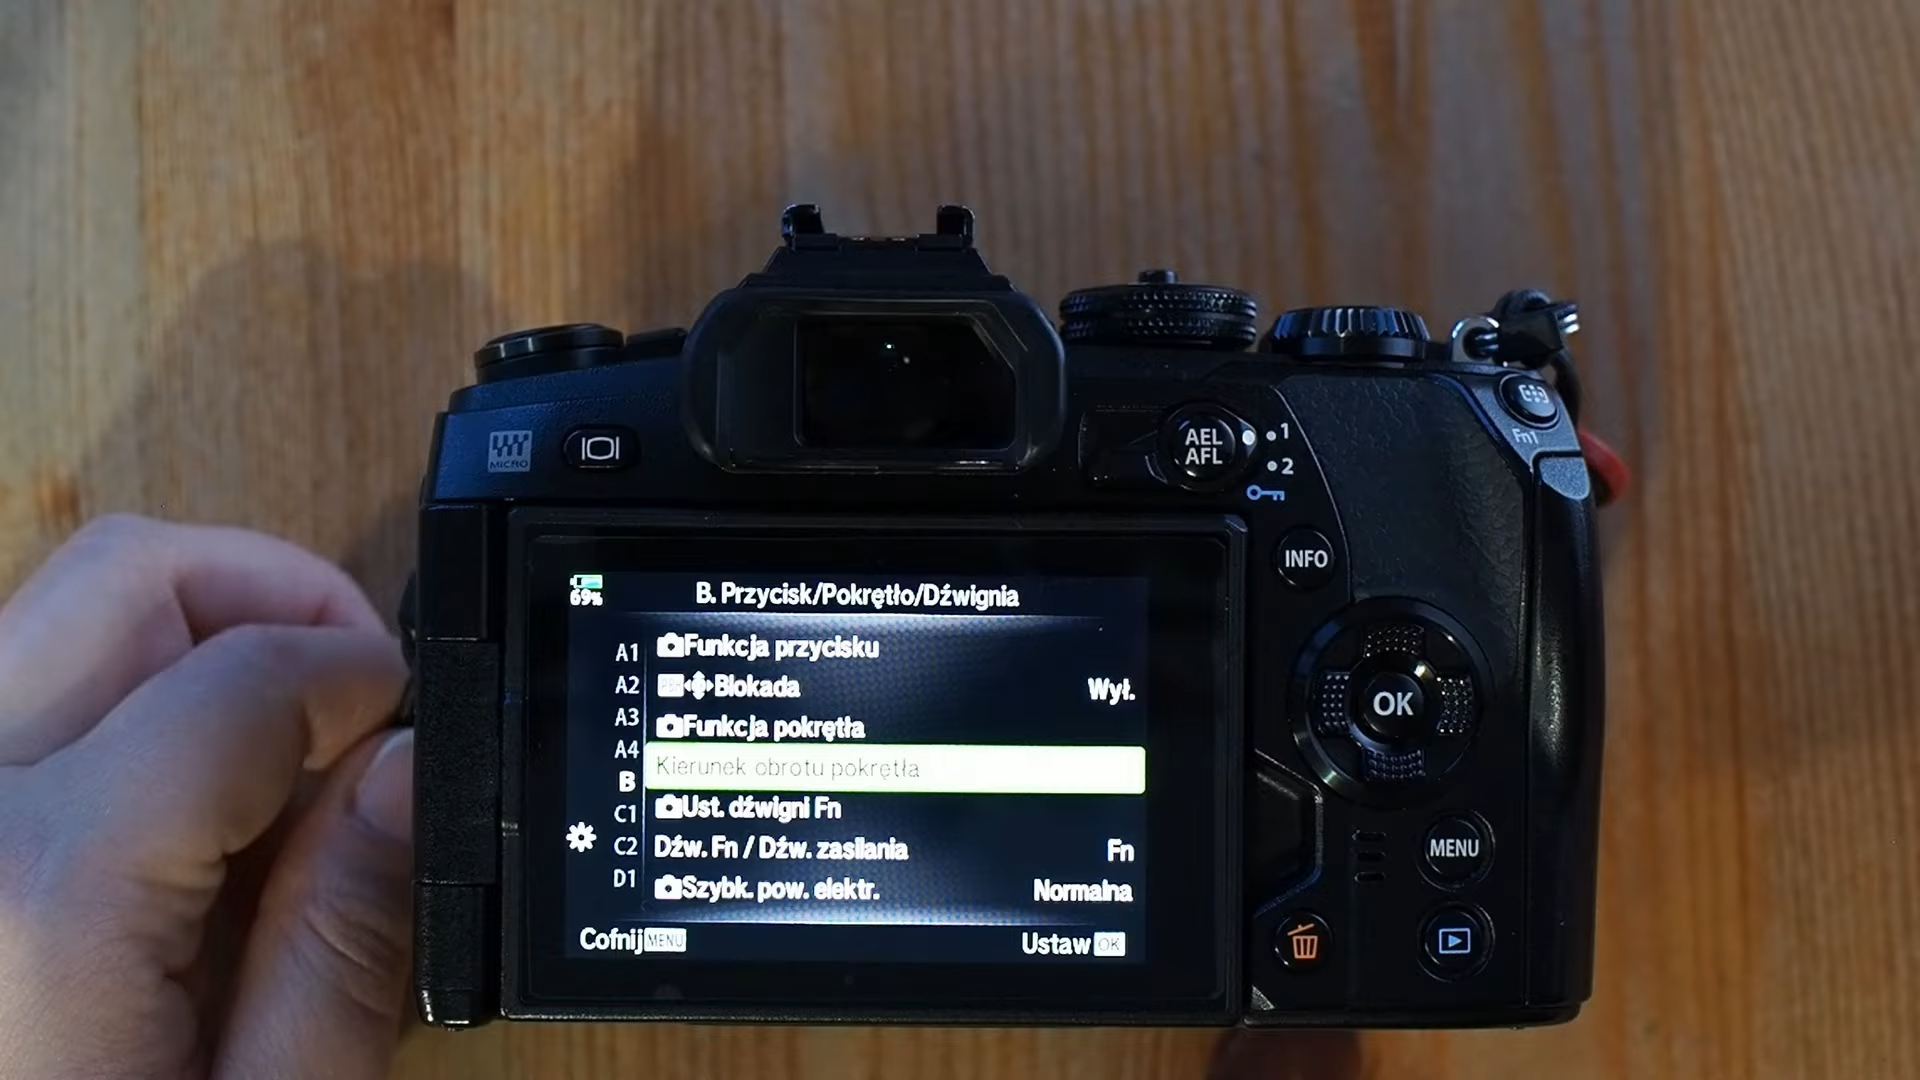 MICRO
AEL
AFL
1
2
Fn1
INFO
69%
B. Przycisk/Pokrętło/Dźwignia
A1
Funkcja przycisku
A2
Blokada Wył.
A3
Funkcja pokrętła
A4
Kierunek obrotu pokrętła
B
C1
Ust. dźwigni Fn
C2
Dźw. Fn / Dźw. zasilania Fn
D1
Szybk. pow. elektr. Normalna
Cofnij MENU
Ustaw OK
OK
MENU